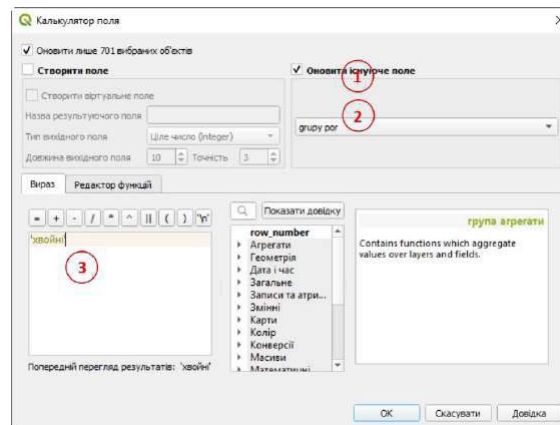 Калькулятор поля
Оновити лише 701 вибраних об'єктів
Створити поле
Оновити існуюче поле
1
Створити віртуальне поле
Назва результуючого поля
2
grupy por
Тип вихідного поля
Ціле число (integer)
Довжина вихідного поля
10
Точність
3
Вираз
Редактор функцій
= + - / * ^ || ( ) '\n'
Показати довідку
'хвойні'
3
row_number
Агрегати
Геометрія
Дата і час
Загальне
Записи та атри...
Змінні
Карти
Колір
Конверсії
Масиви
Математичні
група агрегати
Contains functions which aggregate
values over layers and fields.
Попередній перегляд результатів: 'хвойні'
OK
Скасувати
Довідка